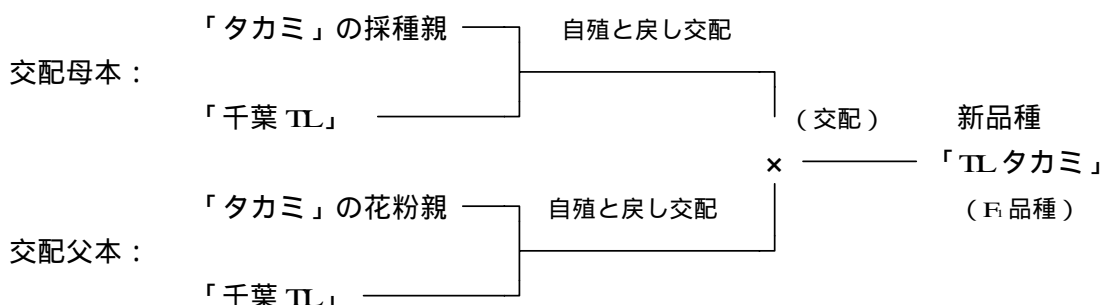 「タカミ」の採種親 自殖と戻し交配
交配母本：
「千葉 TL」 （交配） 新品種
× 「TL タカミ」
「タカミ」の花粉親 自殖と戻し交配 （F₁ 品種）
交配父本：
「千葉 TL」